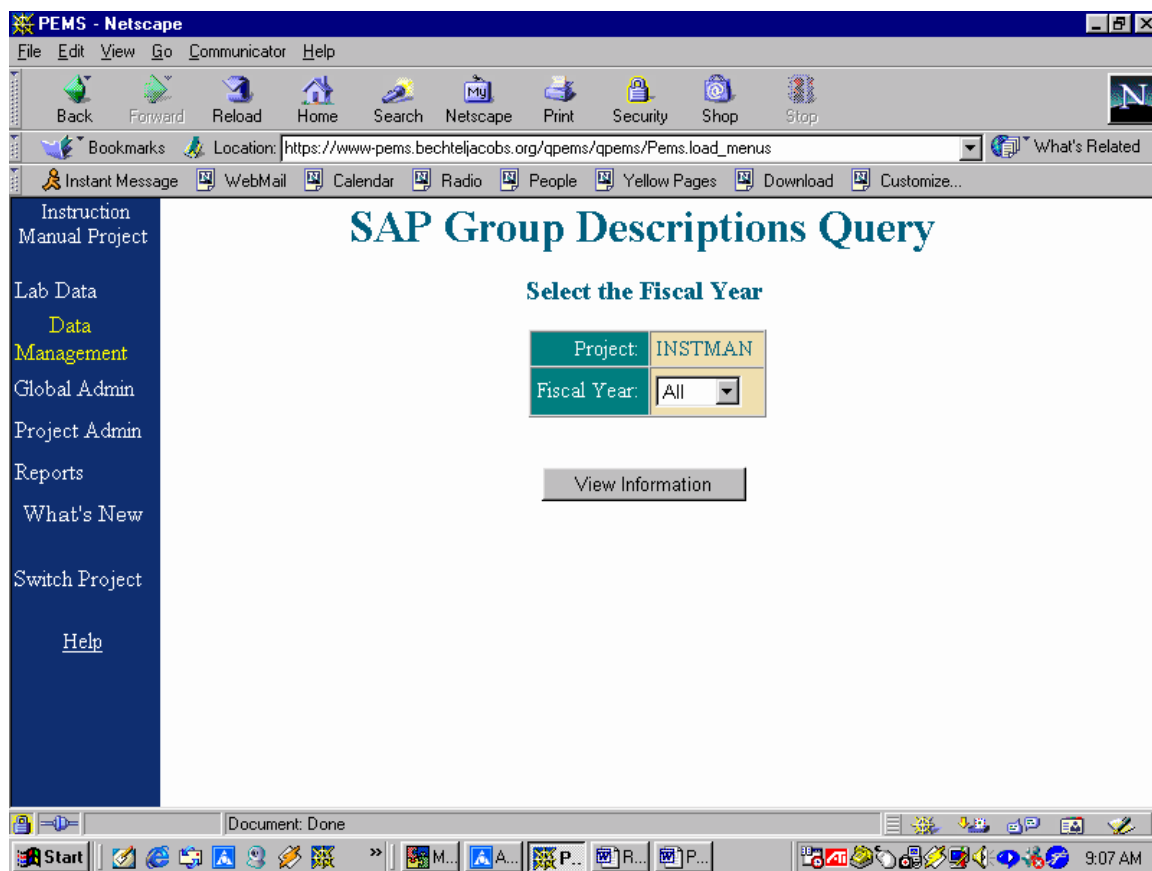 PEMS - Netscape
File Edit View Go Communicator Help
Back Forward Reload Home Search Netscape Print Security Shop Stop
My
N
Bookmarks Location: https://www-pems.bechteljacobs.org/qpems/qpems/Pems.load_menus What's Related
Instant Message WebMail Calendar Radio People Yellow Pages Download Customize...
Instruction
Manual Project
Lab Data
Data
Management
Global Admin
Project Admin
Reports
What's New
Switch Project
Help
SAP Group Descriptions Query
Select the Fiscal Year
Project: INSTMAN
Fiscal Year: All
View Information
Document: Done
Start » M... A... P.. R... P... ATI 9:07 AM